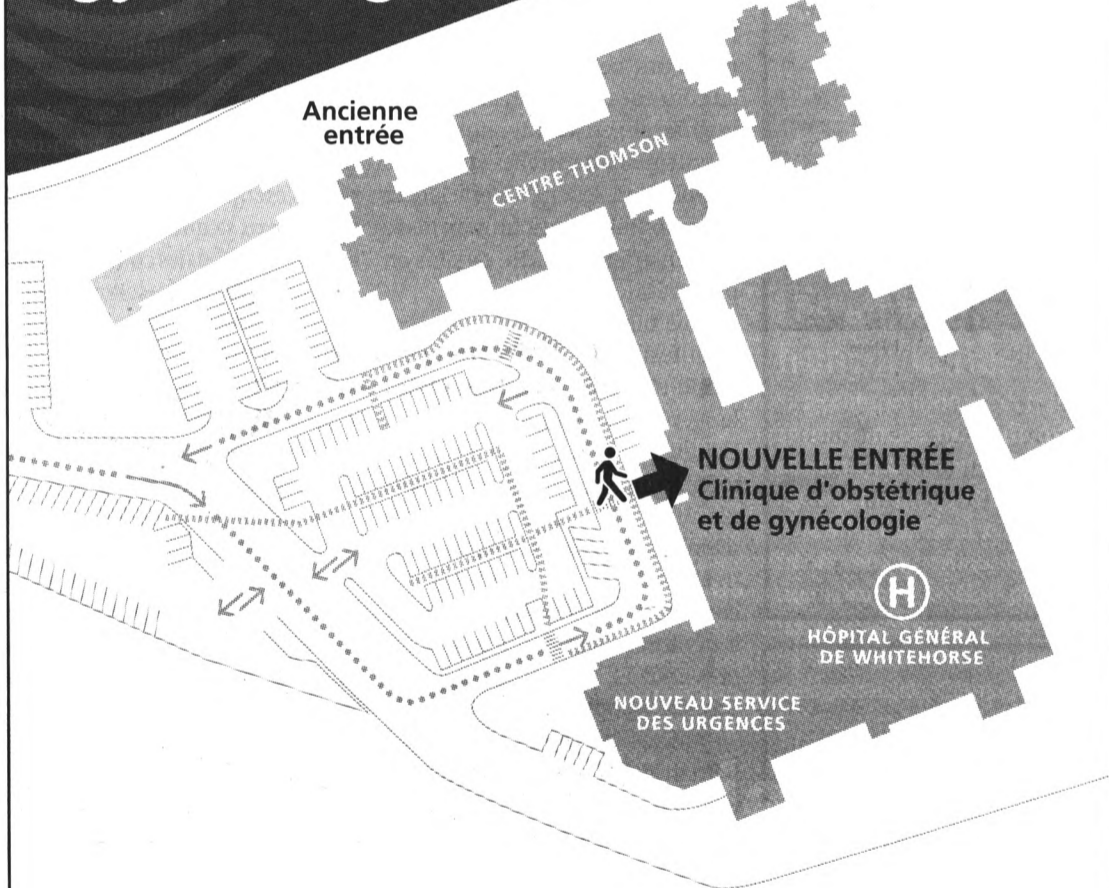 Ancienne
entrée
CENTRE THOMSON
NOUVELLE ENTRÉE
Clinique d'obstétrique
et de gynécologie
H
HÔPITAL GÉNÉRAL
DE WHITEHORSE
NOUVEAU SERVICE
DES URGENCES